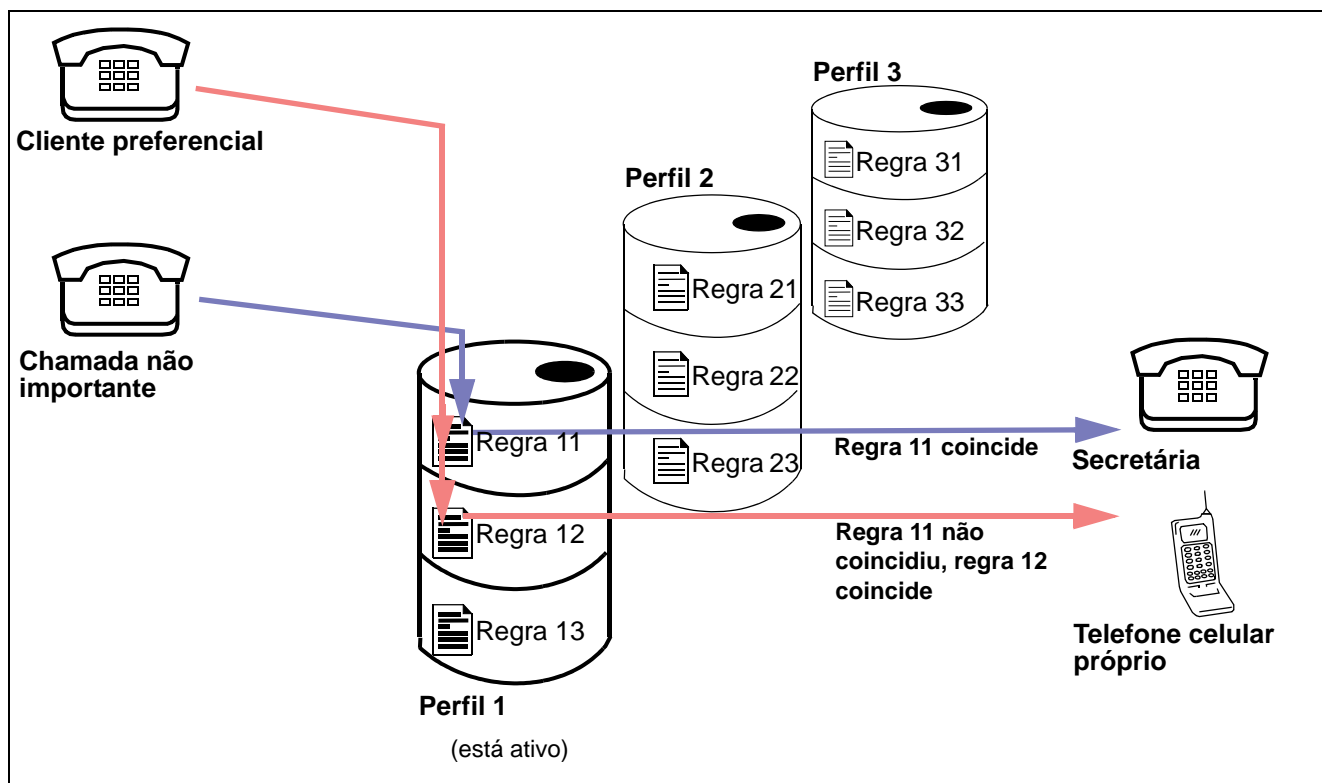 Cliente preferencial
Chamada não
importante
Perfil 3
Regra 31
Regra 32
Regra 33
Perfil 2
Regra 21
Regra 22
Regra 23
Regra 11
Regra 12
Regra 13
Perfil 1
(está ativo)
Regra 11 coincide
Secretária
Regra 11 não
coincidiu, regra 12
coincide
Telefone celular
próprio